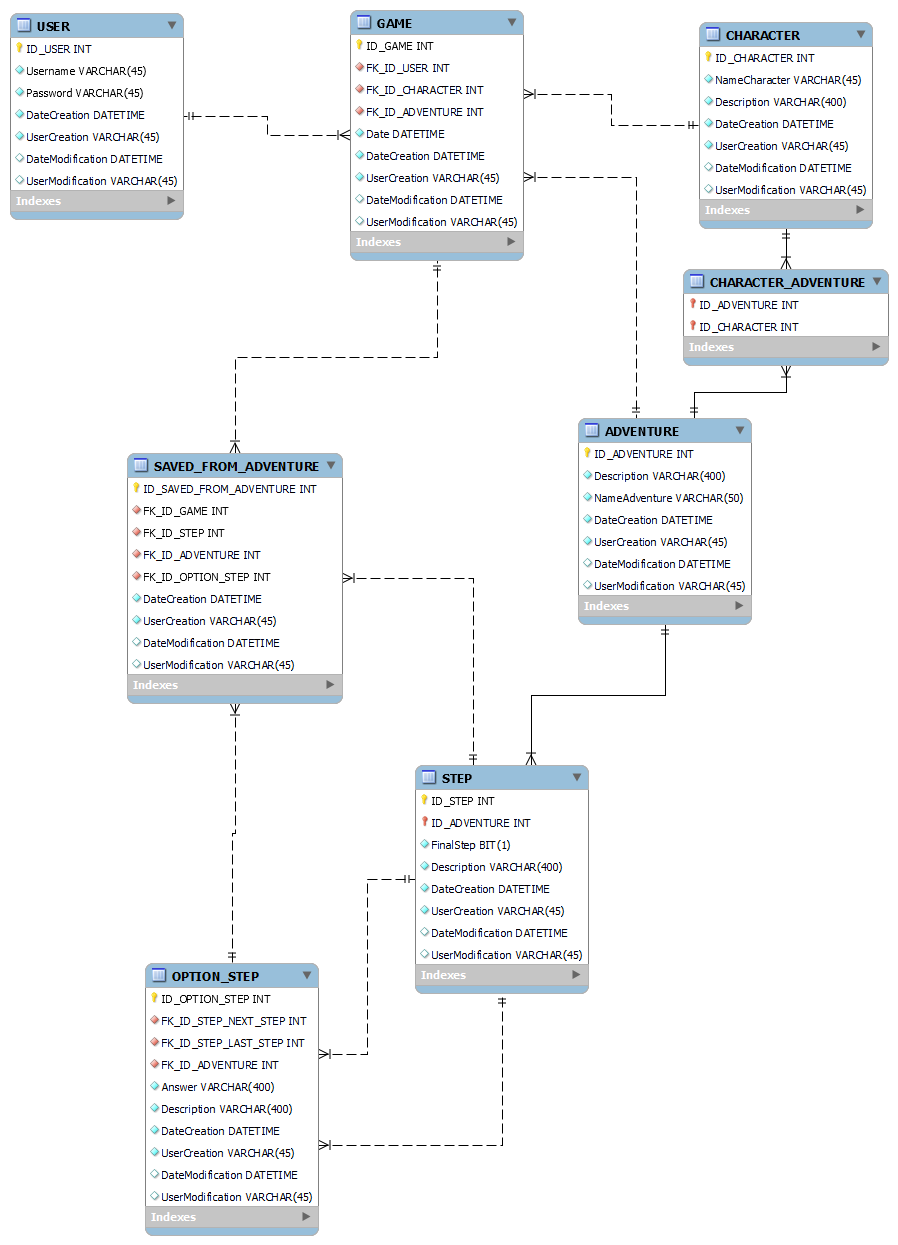 USER
ID_USER INT
Username VARCHAR(45)
Password VARCHAR(45)
DateCreation DATETIME
UserCreation VARCHAR(45)
DateModification DATETIME
UserModification VARCHAR(45)
Indexes
GAME
ID_GAME INT
FK_ID_USER INT
FK_ID_CHARACTER INT
FK_ID_ADVENTURE INT
Date DATETIME
DateCreation DATETIME
UserCreation VARCHAR(45)
DateModification DATETIME
UserModification VARCHAR(45)
Indexes
CHARACTER
ID_CHARACTER INT
NameCharacter VARCHAR(45)
Description VARCHAR(400)
DateCreation DATETIME
UserCreation VARCHAR(45)
DateModification DATETIME
UserModification VARCHAR(45)
Indexes
CHARACTER_ADVENTURE
ID_ADVENTURE INT
ID_CHARACTER INT
Indexes
ADVENTURE
ID_ADVENTURE INT
Description VARCHAR(400)
NameAdventure VARCHAR(50)
DateCreation DATETIME
UserCreation VARCHAR(45)
DateModification DATETIME
UserModification VARCHAR(45)
Indexes
SAVED_FROM_ADVENTURE
ID_SAVED_FROM_ADVENTURE INT
FK_ID_GAME INT
FK_ID_STEP INT
FK_ID_ADVENTURE INT
FK_ID_OPTION_STEP INT
DateCreation DATETIME
UserCreation VARCHAR(45)
DateModification DATETIME
UserModification VARCHAR(45)
Indexes
STEP
ID_STEP INT
ID_ADVENTURE INT
FinalStep BIT(1)
Description VARCHAR(400)
DateCreation DATETIME
UserCreation VARCHAR(45)
DateModification DATETIME
UserModification VARCHAR(45)
Indexes
OPTION_STEP
ID_OPTION_STEP INT
FK_ID_STEP_NEXT_STEP INT
FK_ID_STEP_LAST_STEP INT
FK_ID_ADVENTURE INT
Answer VARCHAR(400)
Description VARCHAR(400)
DateCreation DATETIME
UserCreation VARCHAR(45)
DateModification DATETIME
UserModification VARCHAR(45)
Indexes